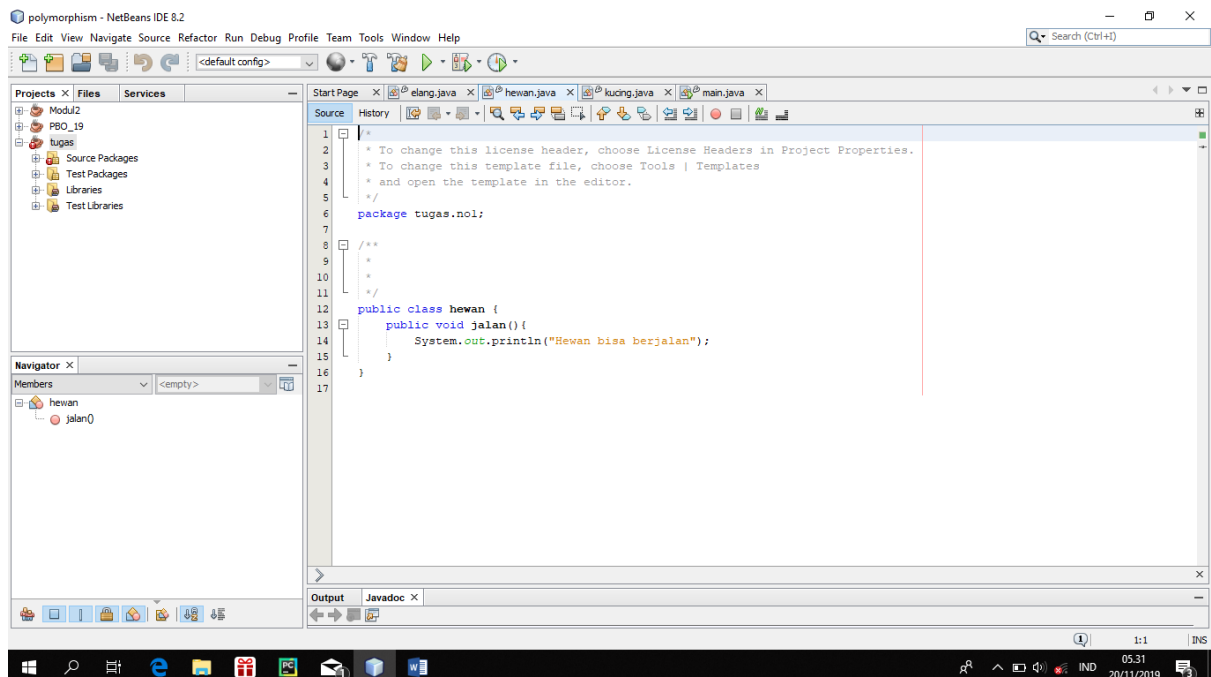 polymorphism - NetBeans IDE 8.2
File Edit View Navigate Source Refactor Run Debug Profile Team Tools Window Help
Search (Ctrl+I)
<default config>
Projects Files Services
Modul2
PBO_19
tugas
Source Packages
Test Packages
Libraries
Test Libraries
Navigator
Members <empty>
hewan
jalan()
Start Page elang.java hewan.java kucing.java main.java
Source History
1 /*
2 * To change this license header, choose License Headers in Project Properties.
3 * To change this template file, choose Tools | Templates
4 * and open the template in the editor.
5 */
6 package tugas.nol;
7
8 /**
9 *
10 *
11 */
12 public class hewan {
13 public void jalan(){
14 System.out.println("Hewan bisa berjalan");
15 }
16 }
17
Output Javadoc
1 1:1 INS
IND
05.31
20/11/2019